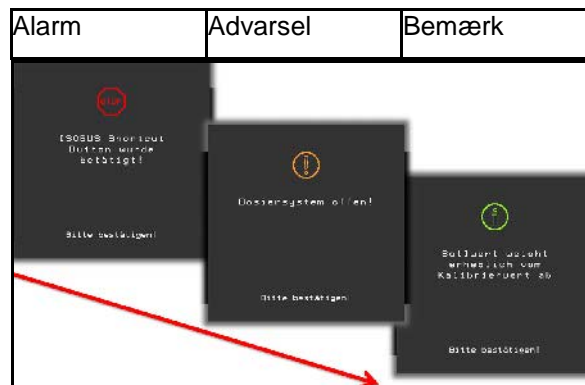 Alarm
Advarsel
Bemærk
STOP
ISOBUS Shortcut
Button wurde
betätigt!
Bitte bestätigen!
Dosiersystem offen!
Bitte bestätigen!
Sollwert weicht
erheblich vom
Kalibrierwert ab
Bitte bestätigen!